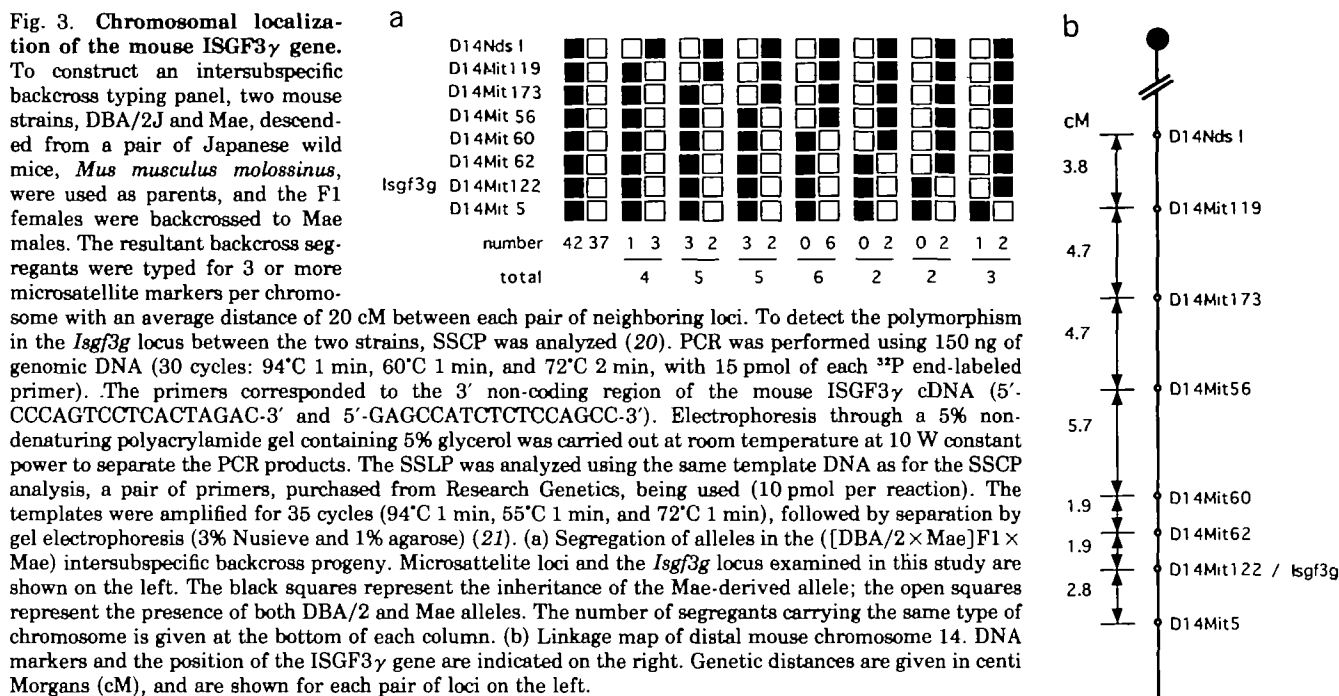 Fig. 3. Chromosomal localiza-
tion of the mouse ISGF3γ gene.
To construct an intersubspecific
backcross typing panel, two mouse
strains, DBA/2J and Mae, descend-
ed from a pair of Japanese wild
mice, Mus musculus molossinus,
were used as parents, and the F1
females were backcrossed to Mae
males. The resultant backcross seg-
regants were typed for 3 or more
microsatellite markers per chromo-
some with an average distance of 20 cM between each pair of neighboring loci. To detect the polymorphism
in the Isgf3g locus between the two strains, SSCP was analyzed (20). PCR was performed using 150 ng of
genomic DNA (30 cycles: 94°C 1 min, 60°C 1 min, and 72°C 2 min, with 15 pmol of each ³²P end-labeled
primer). .The primers corresponded to the 3' non-coding region of the mouse ISGF3γ cDNA (5'-
CCCAGTCCTCACTAGAC-3' and 5'-GAGCCATCTCTCCAGCC-3'). Electrophoresis through a 5% non-
denaturing polyacrylamide gel containing 5% glycerol was carried out at room temperature at 10 W constant
power to separate the PCR products. The SSLP was analyzed using the same template DNA as for the SSCP
analysis, a pair of primers, purchased from Research Genetics, being used (10 pmol per reaction). The
templates were amplified for 35 cycles (94°C 1 min, 55°C 1 min, and 72°C 1 min), followed by separation by
gel electrophoresis (3% Nusieve and 1% agarose) (21). (a) Segregation of alleles in the ([DBA/2×Mae]F1×
Mae) intersubspecific backcross progeny. Microsattelite loci and the Isgf3g locus examined in this study are
shown on the left. The black squares represent the inheritance of the Mae-derived allele; the open squares
represent the presence of both DBA/2 and Mae alleles. The number of segregants carrying the same type of
chromosome is given at the bottom of each column. (b) Linkage map of distal mouse chromosome 14. DNA
markers and the position of the ISGF3γ gene are indicated on the right. Genetic distances are given in centi
Morgans (cM), and are shown for each pair of loci on the left.
a
D14Nds I
D14Mit119
D14Mit173
D14Mit 56
D14Mit 60
D14Mit 62
Isgf3g D14Mit122
D14Mit 5
number 42 37 1 3 3 2 3 2 0 6 0 2 0 2 1 2
total 4 5 5 6 2 2 3
b
cM
D14Nds I
3.8
D14Mit119
4.7
D14Mit173
4.7
D14Mit56
5.7
D14Mit60
1.9
D14Mit62
1.9
D14Mit122 / Isgf3g
2.8
D14Mit5